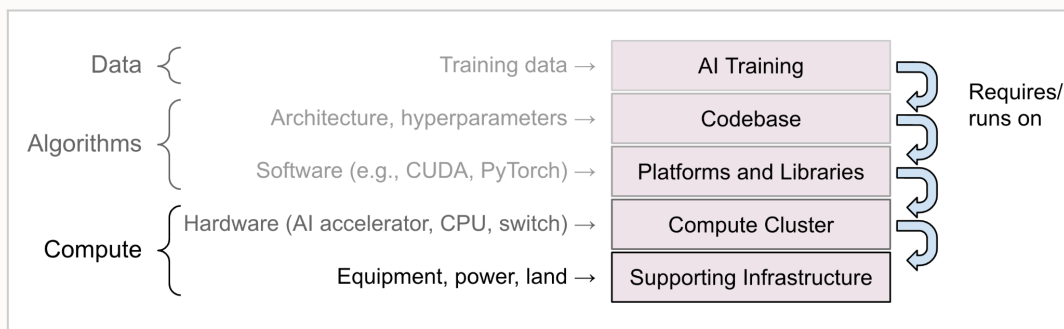 Data
Training data →
AI Training
Requires/
runs on
Algorithms
Architecture, hyperparameters →
Codebase
Software (e.g., CUDA, PyTorch) →
Platforms and Libraries
Compute
Hardware (AI accelerator, CPU, switch) →
Compute Cluster
Equipment, power, land →
Supporting Infrastructure